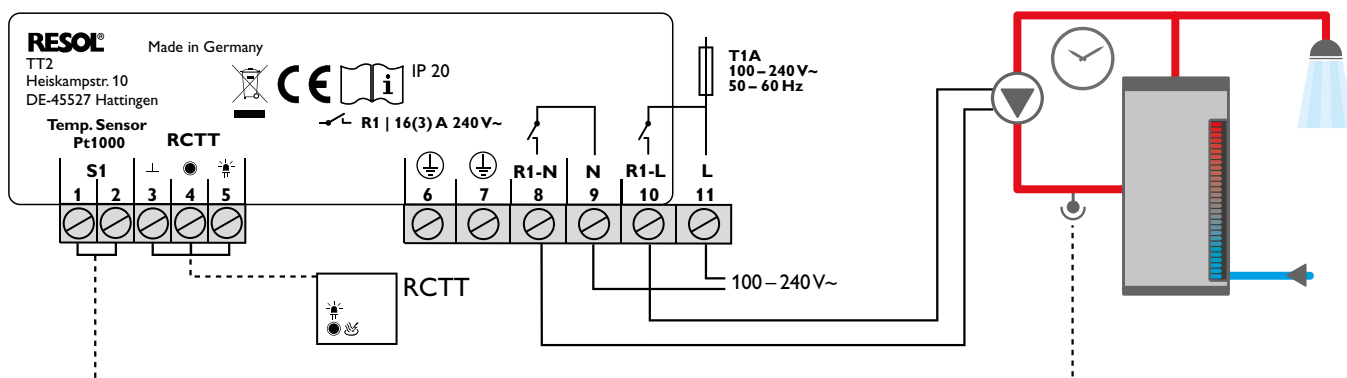 RESOL®
TT2
Heiskampstr. 10
DE-45527 Hattingen
Made in Germany
CE
i
IP 20
R1 | 16(3) A 240 V~
T1A
100 – 240 V~
50 – 60 Hz
Temp. Sensor
Pt1000
RCTT
S1
R1-N N R1-L L
1 2 3 4 5 6 7 8 9 10 11
100 – 240 V~
RCTT